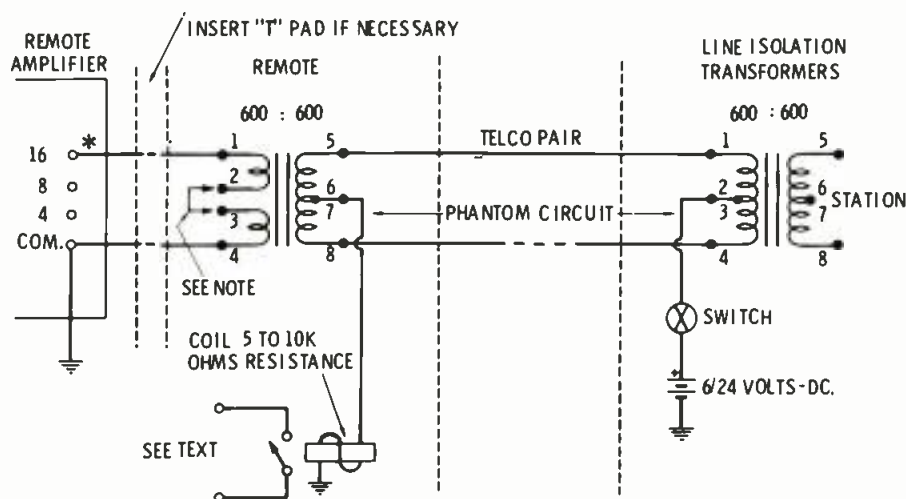 INSERT "T" PAD IF NECESSARY
REMOTE
AMPLIFIER
REMOTE
LINE ISOLATION
TRANSFORMERS
600 : 600
600 : 600
16 *
8
4
COM.
1
2
3
4
5
6
7
8
TELCO PAIR
PHANTOM CIRCUIT
1
2
3
4
5
6
7
8
STATION
SEE NOTE
SWITCH
COIL 5 TO 10K
OHMS RESISTANCE
+
6/24 VOLTS-DC.
SEE TEXT